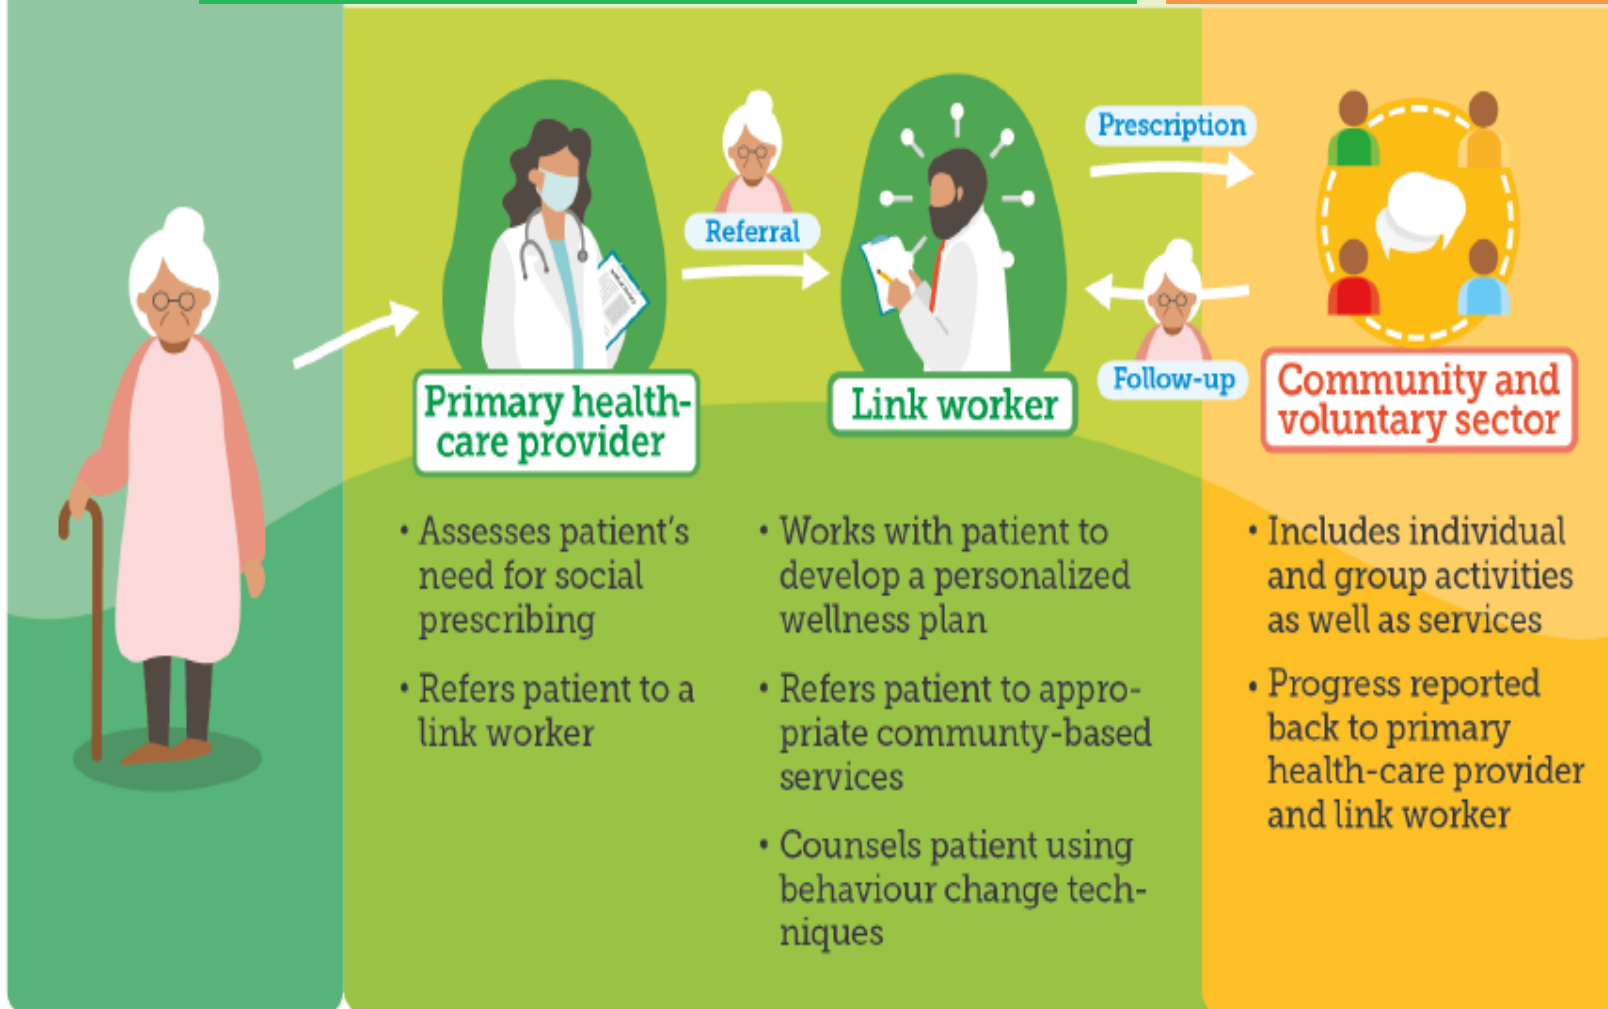 Prescription
Referral
Follow-up
Primary health-
care provider
Link worker
Community and
voluntary sector
• Assesses patient's
need for social
prescribing
• Refers patient to a
link worker
• Works with patient to
develop a personalized
wellness plan
• Refers patient to appro-
priate communty-based
services
• Counsels patient using
behaviour change tech-
niques
• Includes individual
and group activities
as well as services
• Progress reported
back to primary
health-care provider
and link worker